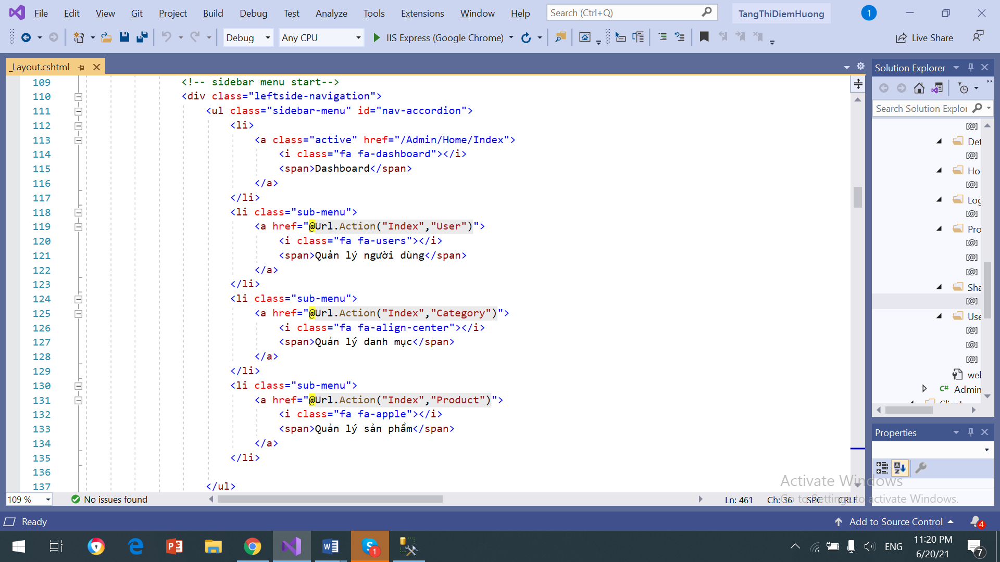 File Edit View Git Project Build Debug Test Analyze Tools Extensions Window Help Search (Ctrl+Q) TangThiDiemHuong 1
Debug Any CPU IIS Express (Google Chrome) Live Share
_Layout.cshtml
109 <!-- sidebar menu start-->
110 <div class="leftside-navigation">
111 <ul class="sidebar-menu" id="nav-accordion">
112 <li>
113 <a class="active" href="/Admin/Home/Index">
114 <i class="fa fa-dashboard"></i>
115 <span>Dashboard</span>
116 </a>
117 </li>
118 <li class="sub-menu">
119 <a href="@Url.Action("Index","User")">
120 <i class="fa fa-users"></i>
121 <span>Quản lý người dùng</span>
122 </a>
123 </li>
124 <li class="sub-menu">
125 <a href="@Url.Action("Index","Category")">
126 <i class="fa fa-align-center"></i>
127 <span>Quản lý danh mục</span>
128 </a>
129 </li>
130 <li class="sub-menu">
131 <a href="@Url.Action("Index","Product")">
132 <i class="fa fa-apple"></i>
133 <span>Quản lý sản phẩm</span>
134 </a>
135 </li>
136
137 </ul>
109 % No issues found Ln: 461 Ch: 36 SPC CRLF
Solution Explorer
Search Solution Explor
[@]
Det
[@]
Ho
[@]
Log
[@]
Pro
[@]
[@]
[@]
Sha
[@]
Use
[@]
[@]
[@]
wel
C# Admin
Client
Properties
Activate Windows
Go to Settings to activate Windows.
Ready Add to Source Control 4
1 ENG 11:20 PM 7
6/20/21